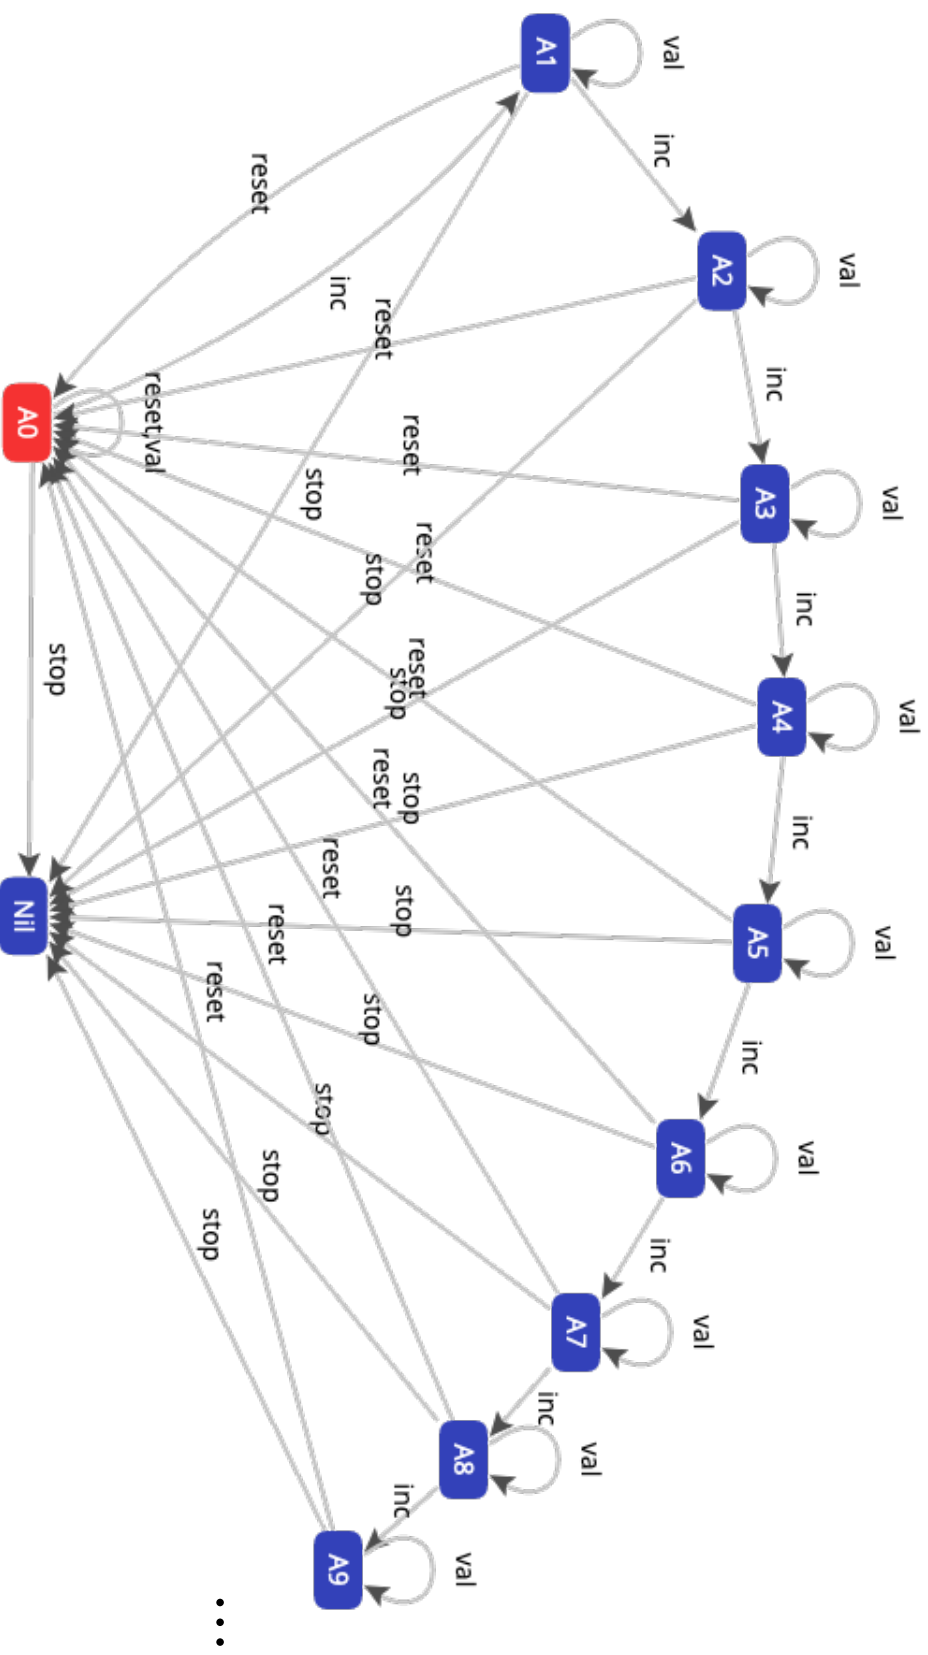 A1
val
inc
reset
inc
reset
stop
A2
val
inc
reset
stop
A3
val
inc
reset
stop
A4
val
inc
reset
stop
A5
val
inc
reset
stop
A6
val
inc
reset
stop
A7
val
inc
reset
stop
A8
val
inc
reset
stop
A9
val
...
A0
reset,val
stop
Nil
stop